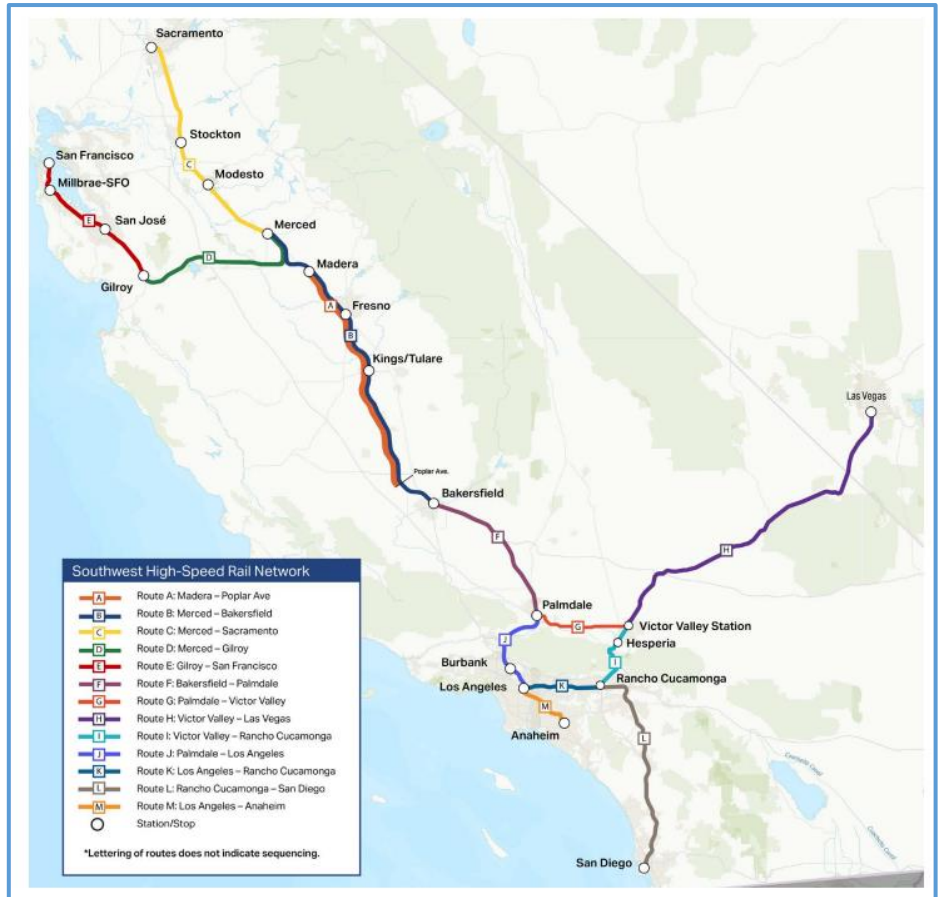 Sacramento
Stockton
C
San Francisco
Modesto
Millbrae-SFO
E
San José
Merced
D
Madera
Gilroy
A
Fresno
B
Kings/Tulare
Las Vegas
Poplar Ave.
Bakersfield
F
H
Palmdale
G
Victor Valley Station
J
Hesperia
Burbank
I
Rancho Cucamonga
Los Angeles
K
M
Anaheim
L
San Diego
Southwest High-Speed Rail Network
A Route A: Madera – Poplar Ave
B Route B: Merced – Bakersfield
C Route C: Merced – Sacramento
D Route D: Merced – Gilroy
E Route E: Gilroy – San Francisco
F Route F: Bakersfield – Palmdale
G Route G: Palmdale – Victor Valley
H Route H: Victor Valley – Las Vegas
I Route I: Victor Valley – Rancho Cucamonga
J Route J: Palmdale – Los Angeles
K Route K: Los Angeles – Rancho Cucamonga
L Route L: Rancho Cucamonga – San Diego
M Route M: Los Angeles – Anaheim
Station/Stop
*Lettering of routes does not indicate sequencing.